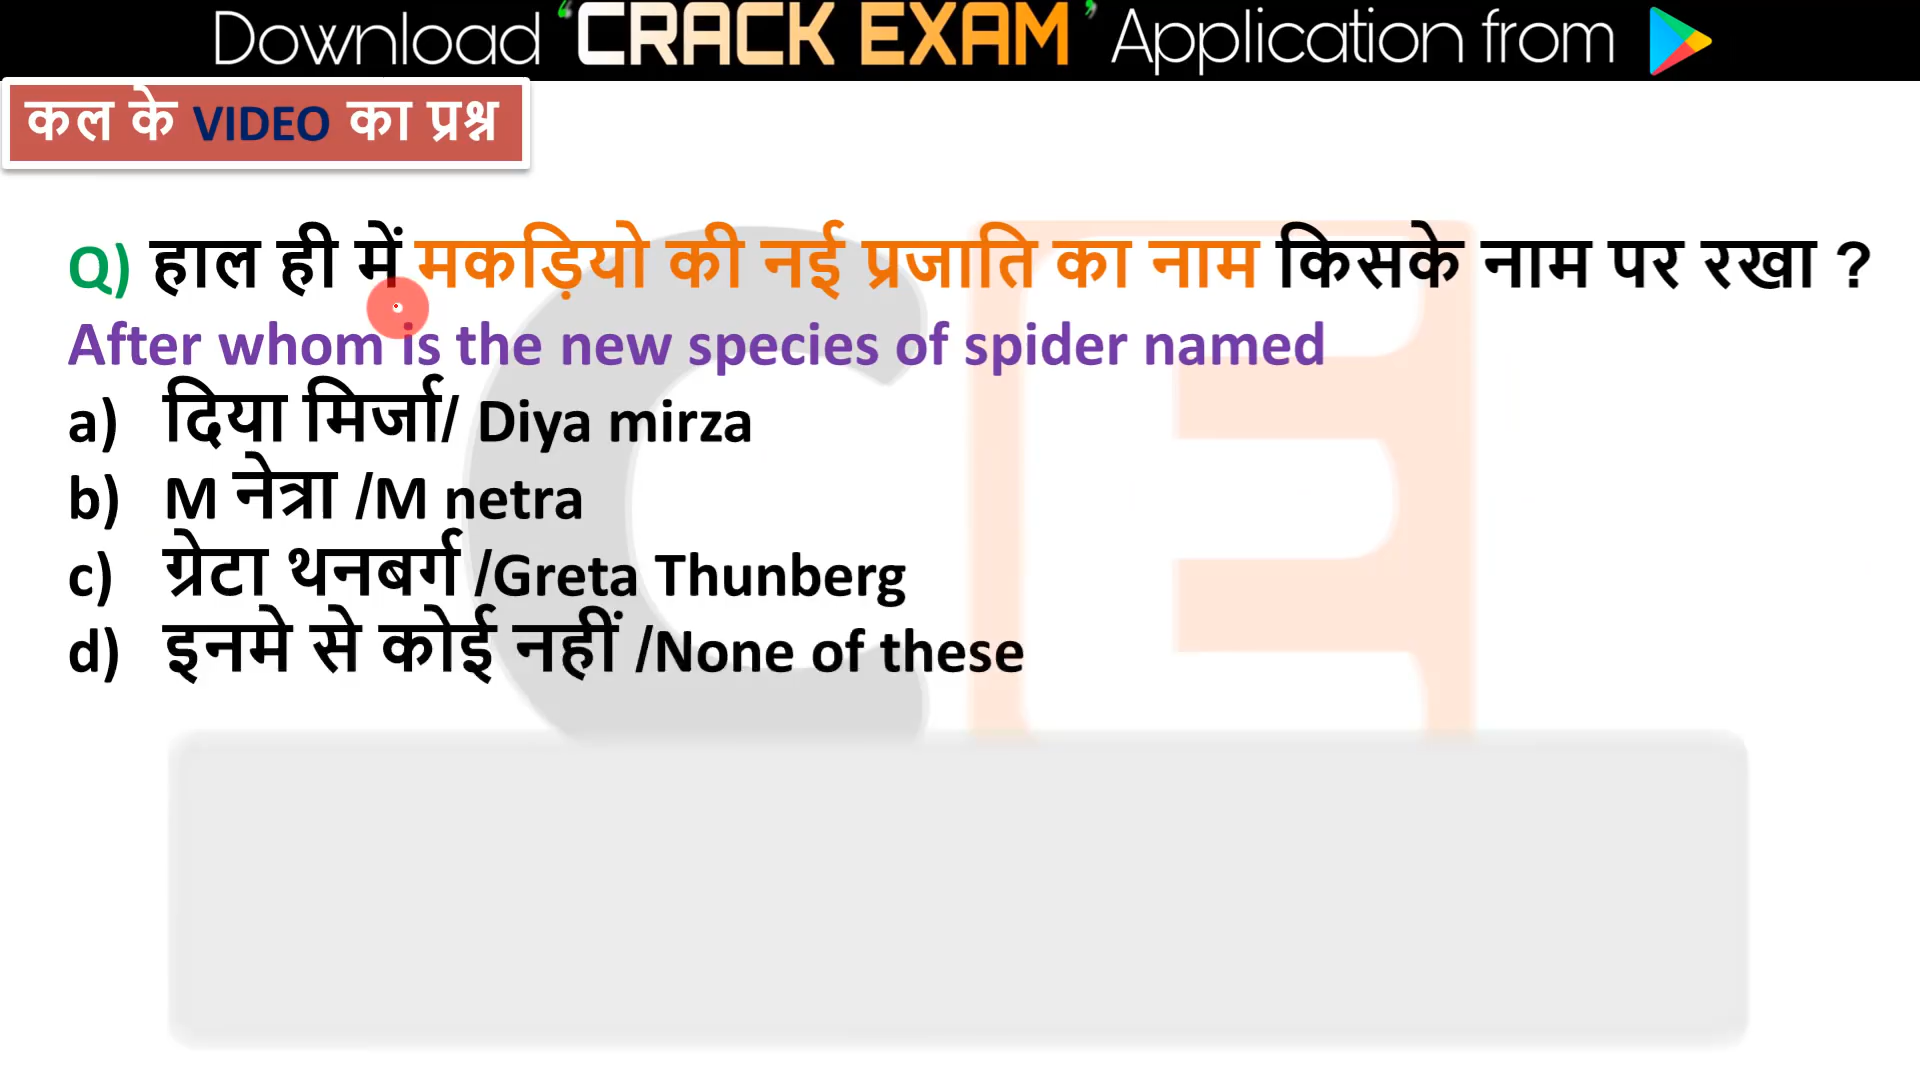 Download ‘CRACK EXAM’ Application from
कल के VIDEO का प्रश्न
Q) हाल ही में मकड़ियो की नई प्रजाति का नाम किसके नाम पर रखा ?
After whom is the new species of spider named
a) दिया मिर्जा/ Diya mirza
b) M नेत्रा /M netra
c) ग्रेटा थनबर्ग /Greta Thunberg
d) इनमे से कोई नहीं /None of these
CE